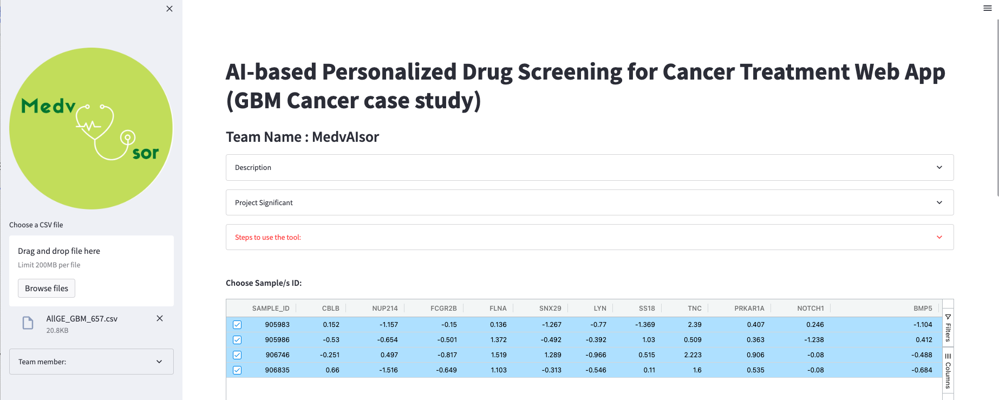 Medv
sor
Choose a CSV file
Drag and drop file here
Limit 200MB per file
Browse files
AllGE_GBM_657.csv
20.8KB
Team member:
AI-based Personalized Drug Screening for Cancer Treatment Web App
(GBM Cancer case study)
Team Name : MedvAIsor
Description
Project Significant
Steps to use the tool:
Choose Sample/s ID:
SAMPLE_ID CBLB NUP214 FCGR2B FLNA SNX29 LYN SS18 TNC PRKAR1A NOTCH1 BMP5
905983 0.152 -1.157 -0.15 0.136 -1.267 -0.77 -1.369 2.39 0.407 0.246 -1.104
905986 -0.53 -0.654 -0.501 1.372 -0.492 -0.392 1.03 0.509 0.363 -1.238 0.412
906746 -0.251 0.497 -0.817 1.519 1.289 -0.966 0.515 2.223 0.906 -0.08 -0.488
906835 0.66 -1.516 -0.649 1.103 -0.313 -0.546 0.11 1.6 0.535 -0.08 -0.684
Filters
Columns